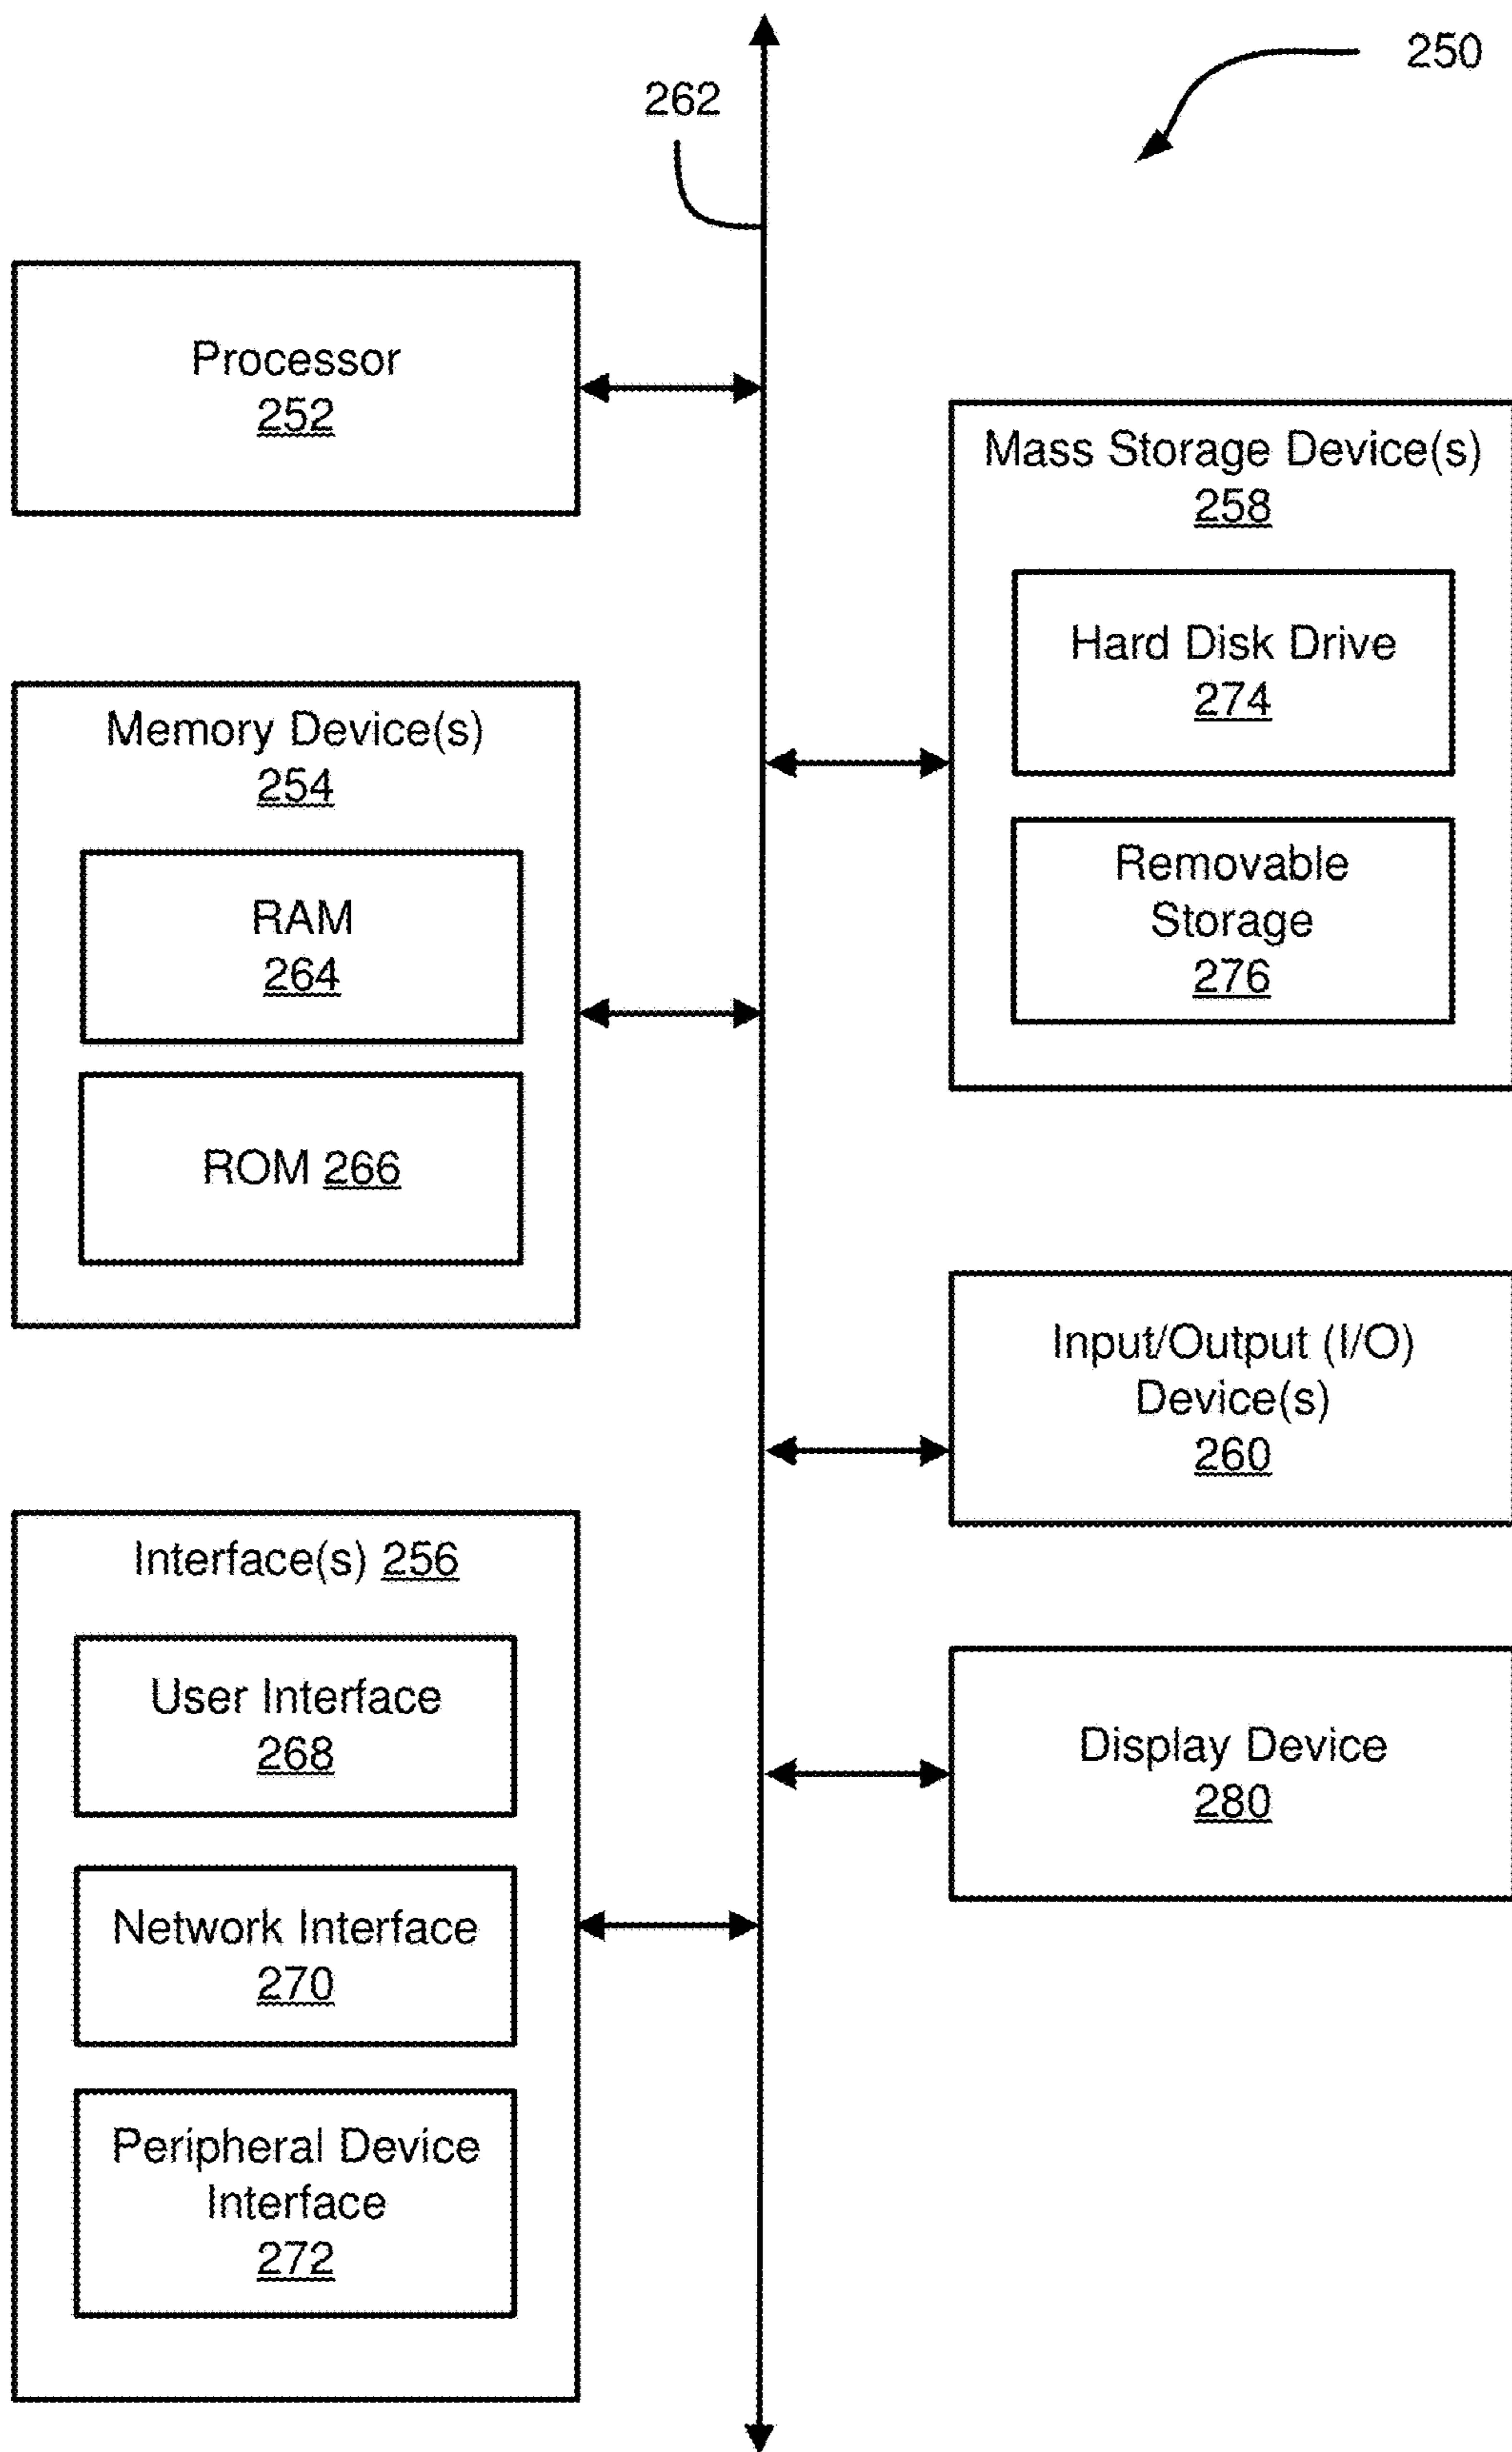 250
262
Processor
252
Mass Storage Device(s)
258
Hard Disk Drive
274
Removable
Storage
276
Memory Device(s)
254
RAM
264
ROM 266
Input/Output (I/O)
Device(s)
260
Interface(s) 256
User Interface
268
Network Interface
270
Peripheral Device
Interface
272
Display Device
280